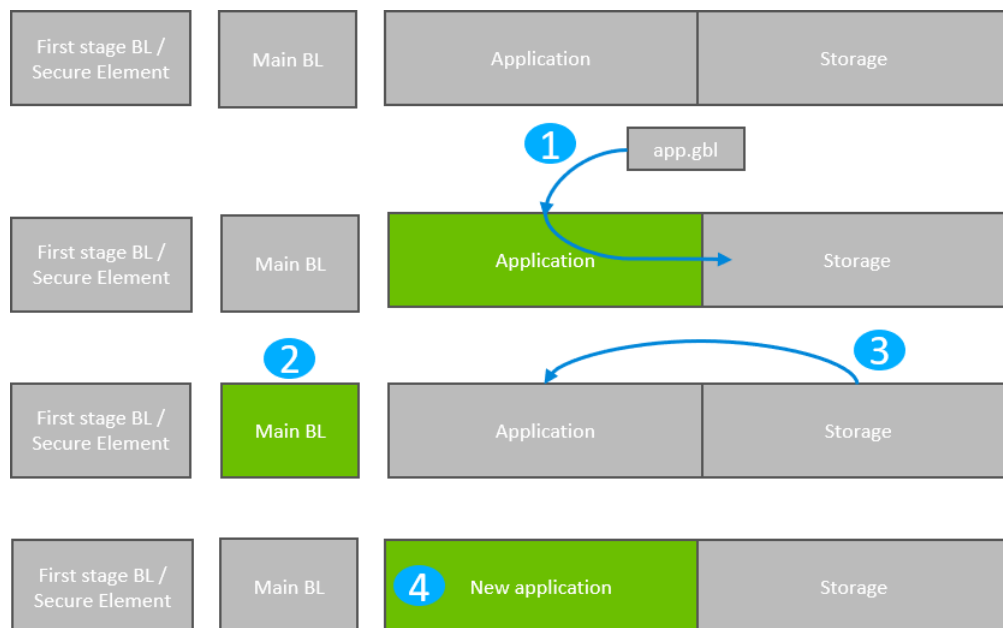 First stage BL /
Secure Element
Main BL
Application
Storage
1
app.gbl
First stage BL /
Secure Element
Main BL
Application
Storage
2
3
First stage BL /
Secure Element
Main BL
Application
Storage
First stage BL /
Secure Element
Main BL
4
New application
Storage